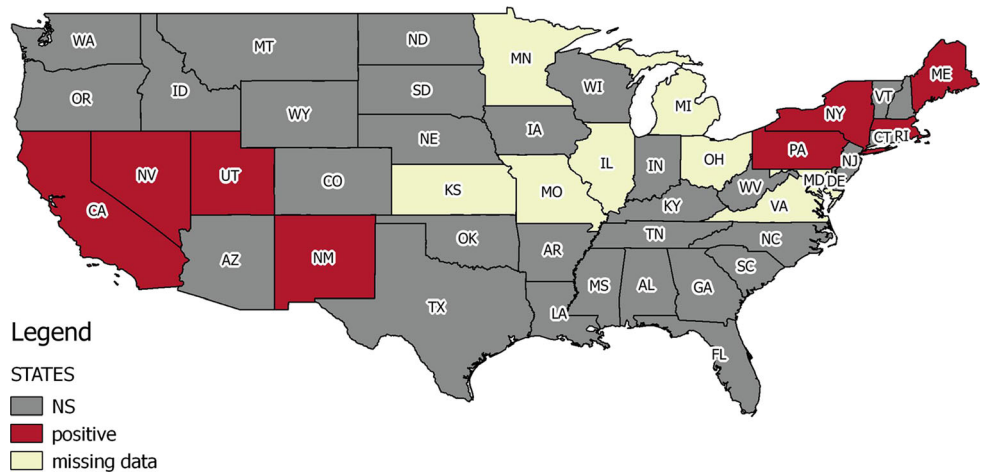 WA
MT
ND
MN
ME
OR
ID
SD
WI
VT
WY
MI
NY
IA
CT RI
NE
PA
NV
UT
IL
IN
OH
NJ
CO
KS
MO
WV
MD DE
CA
KY
VA
OK
TN
NC
AZ
NM
AR
SC
TX
MS
AL
GA
LA
FL
Legend
STATES
NS
positive
missing data